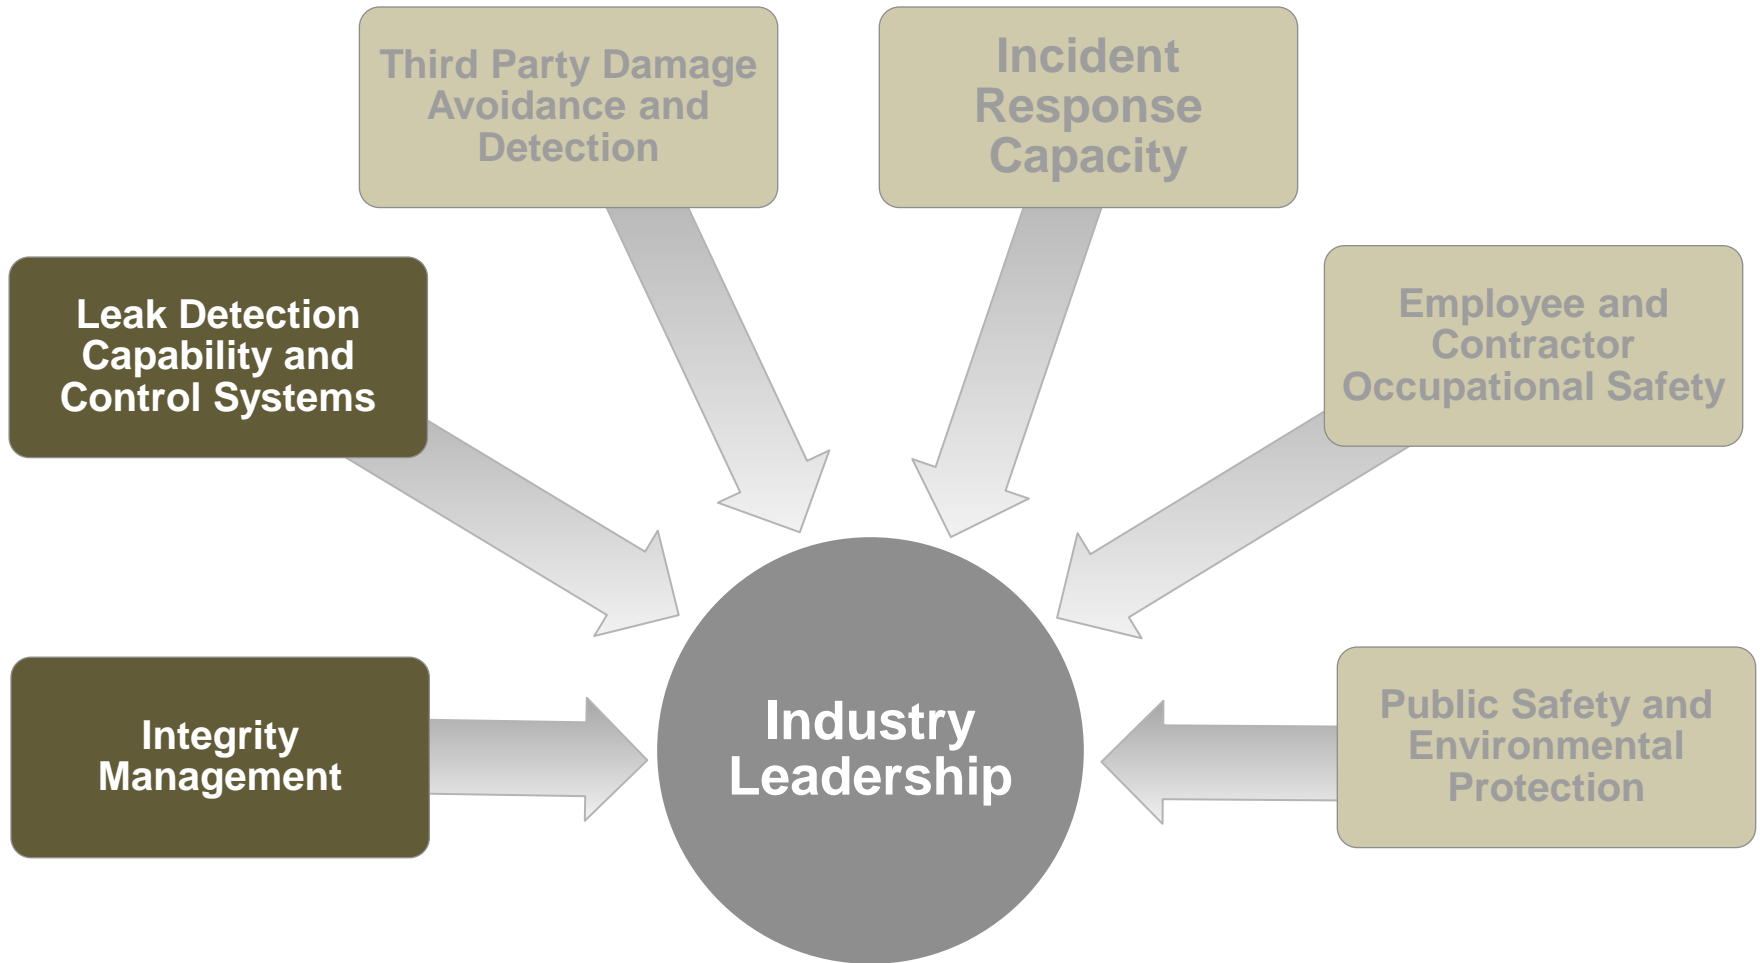 Third Party Damage
Avoidance and
Detection
Incident
Response
Capacity
Leak Detection
Capability and
Control Systems
Employee and
Contractor
Occupational Safety
Integrity
Management
Industry
Leadership
Public Safety and
Environmental
Protection